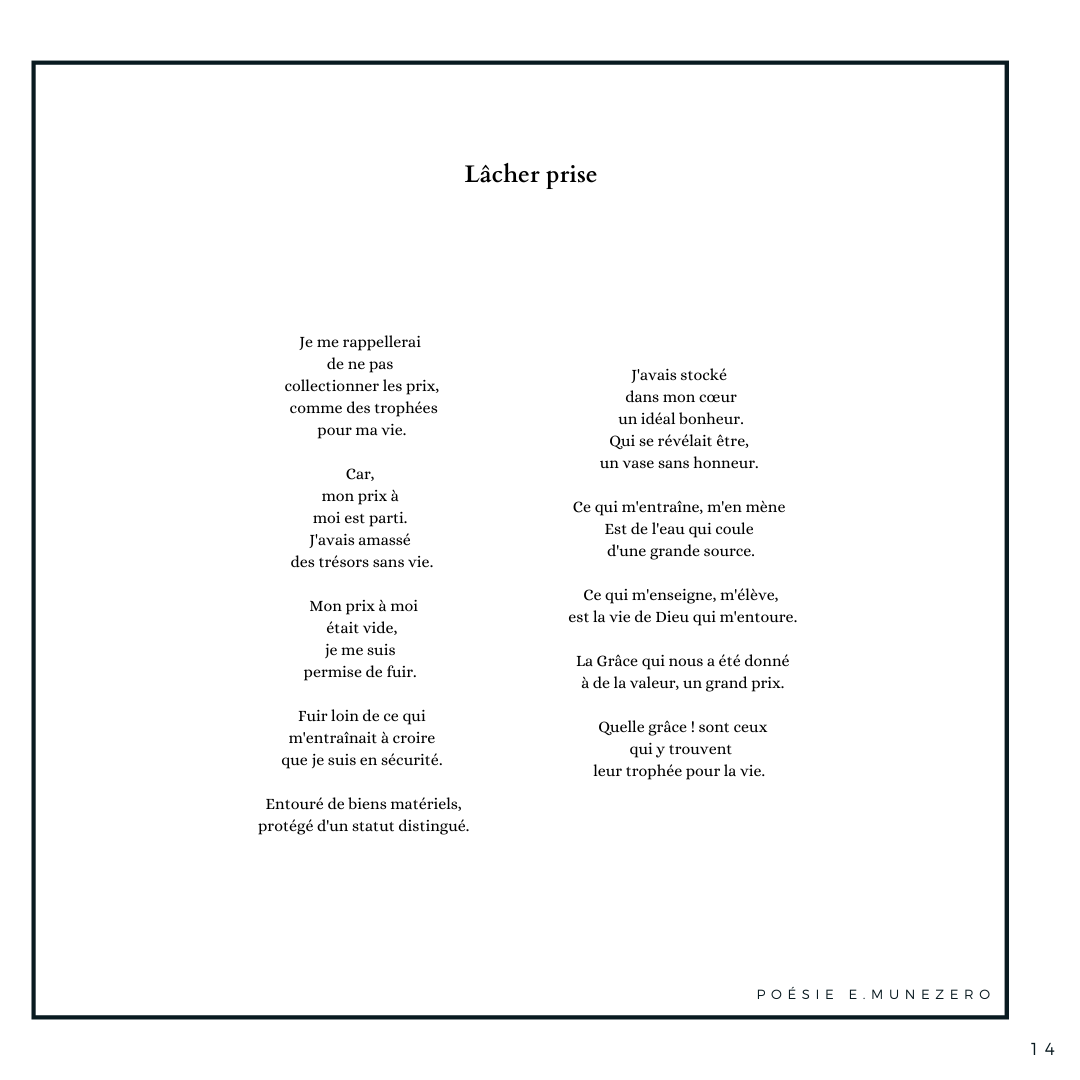 Lâcher prise
Je me rappellerai
de ne pas
collectionner les prix,
comme des trophées
pour ma vie.
Car,
mon prix à
moi est parti.
J'avais amassé
des trésors sans vie.
Mon prix à moi
était vide,
je me suis
permise de fuir.
Fuir loin de ce qui
m'entraînait à croire
que je suis en sécurité.
Entouré de biens matériels,
protégé d'un statut distingué.
J'avais stocké
dans mon cœur
un idéal bonheur.
Qui se révélait être,
un vase sans honneur.
Ce qui m'entraîne, m'en mène
Est de l'eau qui coule
d'une grande source.
Ce qui m'enseigne, m'élève,
est la vie de Dieu qui m'entoure.
La Grâce qui nous a été donné
à de la valeur, un grand prix.
Quelle grâce ! sont ceux
qui y trouvent
leur trophée pour la vie.
POÉSIE E.MUNEZERO
14